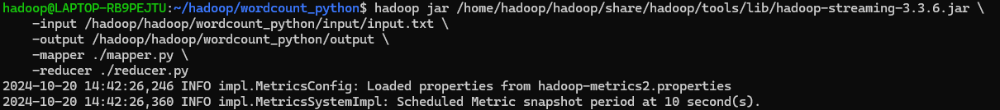 hadoop@LAPTOP-RB9PEJTU:~/hadoop/wordcount_python$ hadoop jar /home/hadoop/hadoop/share/hadoop/tools/lib/hadoop-streaming-3.3.6.jar \
    -input /hadoop/hadoop/wordcount_python/input/input.txt \
    -output /hadoop/hadoop/wordcount_python/output \
    -mapper ./mapper.py \
    -reducer ./reducer.py
2024-10-20 14:42:26,246 INFO impl.MetricsConfig: Loaded properties from hadoop-metrics2.properties
2024-10-20 14:42:26,360 INFO impl.MetricsSystemImpl: Scheduled Metric snapshot period at 10 second(s).